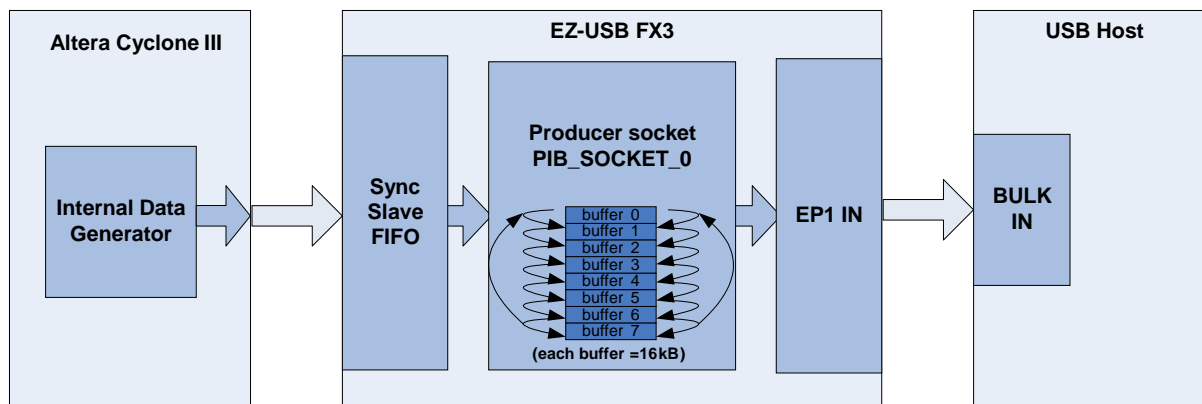 Altera Cyclone III
Internal Data
Generator
EZ-USB FX3
Sync
Slave
FIFO
Producer socket
PIB_SOCKET_0
buffer 0
buffer 1
buffer 2
buffer 3
buffer 4
buffer 5
buffer 6
buffer 7
(each buffer =16kB)
EP1 IN
USB Host
BULK
IN